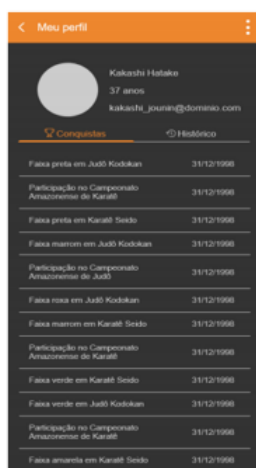 Meu perfil
Kakashi Hatake
37 anos
kakashi_jounin@dominio.com
Conquistas
Histórico
Faixa preta em Judô Kodokan 31/12/1998
Participação no Campeonato
Amazonense de Karatê 31/12/1998
Faixa preta em Karatê Seido 31/12/1998
Faixa marrom em Judô Kodokan 31/12/1998
Participação no Campeonato
Amazonense de Judô 31/12/1998
Faixa roxa em Judô Kodokan 31/12/1998
Faixa marrom em Karatê Seido 31/12/1998
Participação no Campeonato
Amazonense de Karatê 31/12/1998
Faixa verde em Karatê Seido 31/12/1998
Faixa verde em Judô Kodokan 31/12/1998
Participação no Campeonato
Amazonense de Karatê 31/12/1998
Faixa amarela em Karatê Seido 31/12/1998